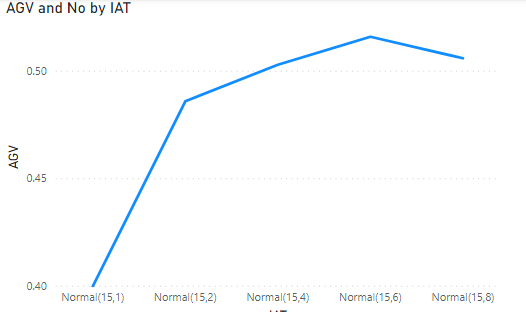 AGV and No by IAT
0.50
AGV
0.45
0.40
Normal(15,1) Normal(15,2) Normal(15,4) Normal(15,6) Normal(15,8)